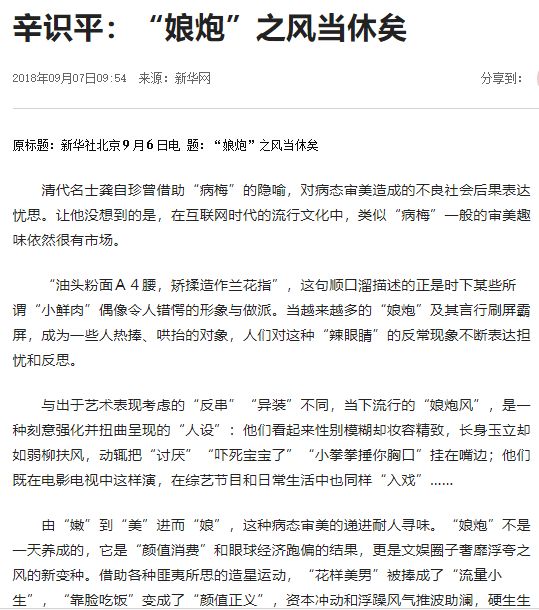 辛识平：“娘炮”之风当休矣
2018年09月07日09:54 来源：新华网 分享到：
原标题：新华社北京9月6日电 题：“娘炮”之风当休矣
清代名士龚自珍曾借助“病梅”的隐喻，对病态审美造成的不良社会后果表达
忧思。让他没想到的是，在互联网时代的流行文化中，类似“病梅”一般的审美趣
味依然很有市场。
“油头粉面Ａ４腰，矫揉造作兰花指”，这句顺口溜描述的正是时下某些所
谓“小鲜肉”偶像令人错愕的形象与做派。当越来越多的“娘炮”及其言行刷屏霸
屏，成为一些人热捧、哄抬的对象，人们对这种“辣眼睛”的反常现象不断表达担
忧和反思。
与出于艺术表现考虑的“反串”“异装”不同，当下流行的“娘炮风”，是一
种刻意强化并扭曲呈现的“人设”：他们看起来性别模糊却妆容精致，长身玉立却
如弱柳扶风，动辄把“讨厌”“吓死宝宝了”“小拳拳捶你胸口”挂在嘴边；他们
既在电影电视中这样演，在综艺节目和日常生活中也同样“入戏”……
由“嫩”到“美”进而“娘”，这种病态审美的递进耐人寻味。“娘炮”不是
一天养成的，它是“颜值消费”和眼球经济跑偏的结果，更是文娱圈子奢靡浮夸之
风的新变种。借助各种匪夷所思的造星运动，“花样美男”被捧成了“流量小
生”，“靠脸吃饭”变成了“颜值正义”，资本冲动和浮躁风气推波助澜，硬生生